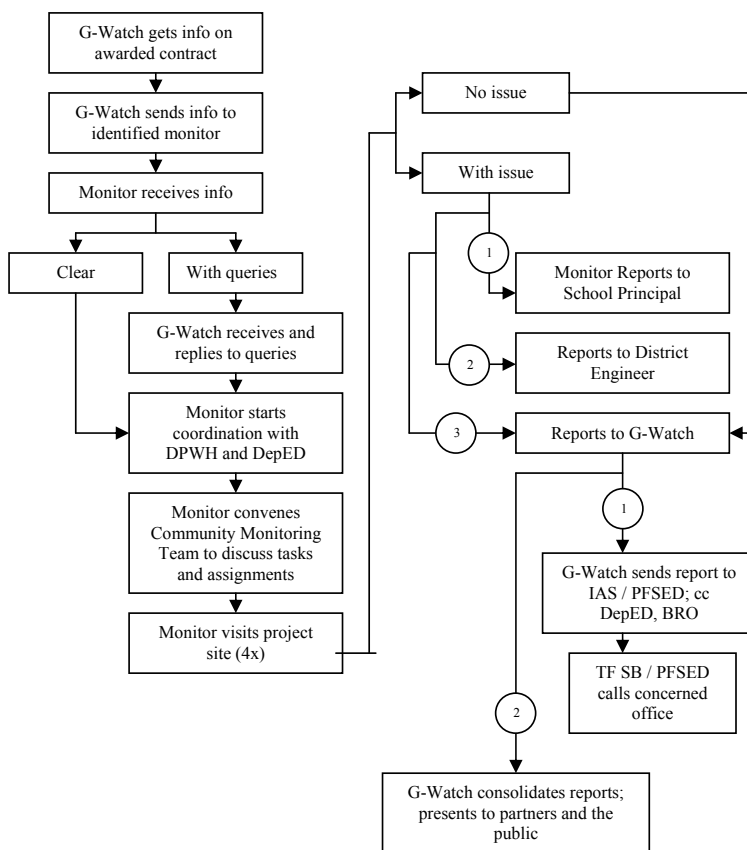 G-Watch gets info on
awarded contract
G-Watch sends info to
identified monitor
Monitor receives info
Clear
With queries
G-Watch receives and
replies to queries
Monitor starts
coordination with
DPWH and DepED
Monitor convenes
Community Monitoring
Team to discuss tasks
and assignments
Monitor visits project
site (4x)
No issue
With issue
1
Monitor Reports to
School Principal
2
Reports to District
Engineer
3
Reports to G-Watch
1
G-Watch sends report to
IAS / PFSED; cc
DepED, BRO
TF SB / PFSED
calls concerned
office
2
G-Watch consolidates reports;
presents to partners and the
public